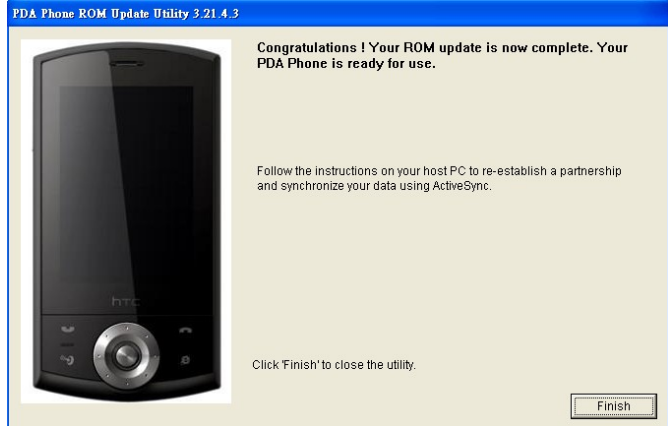 PDA Phone ROM Update Utility 3.21.4.3
Congratulations ! Your ROM update is now complete. Your
PDA Phone is ready for use.
Follow the instructions on your host PC to re-establish a partnership
and synchronize your data using ActiveSync.
hTC
Click 'Finish' to close the utility.
Finish